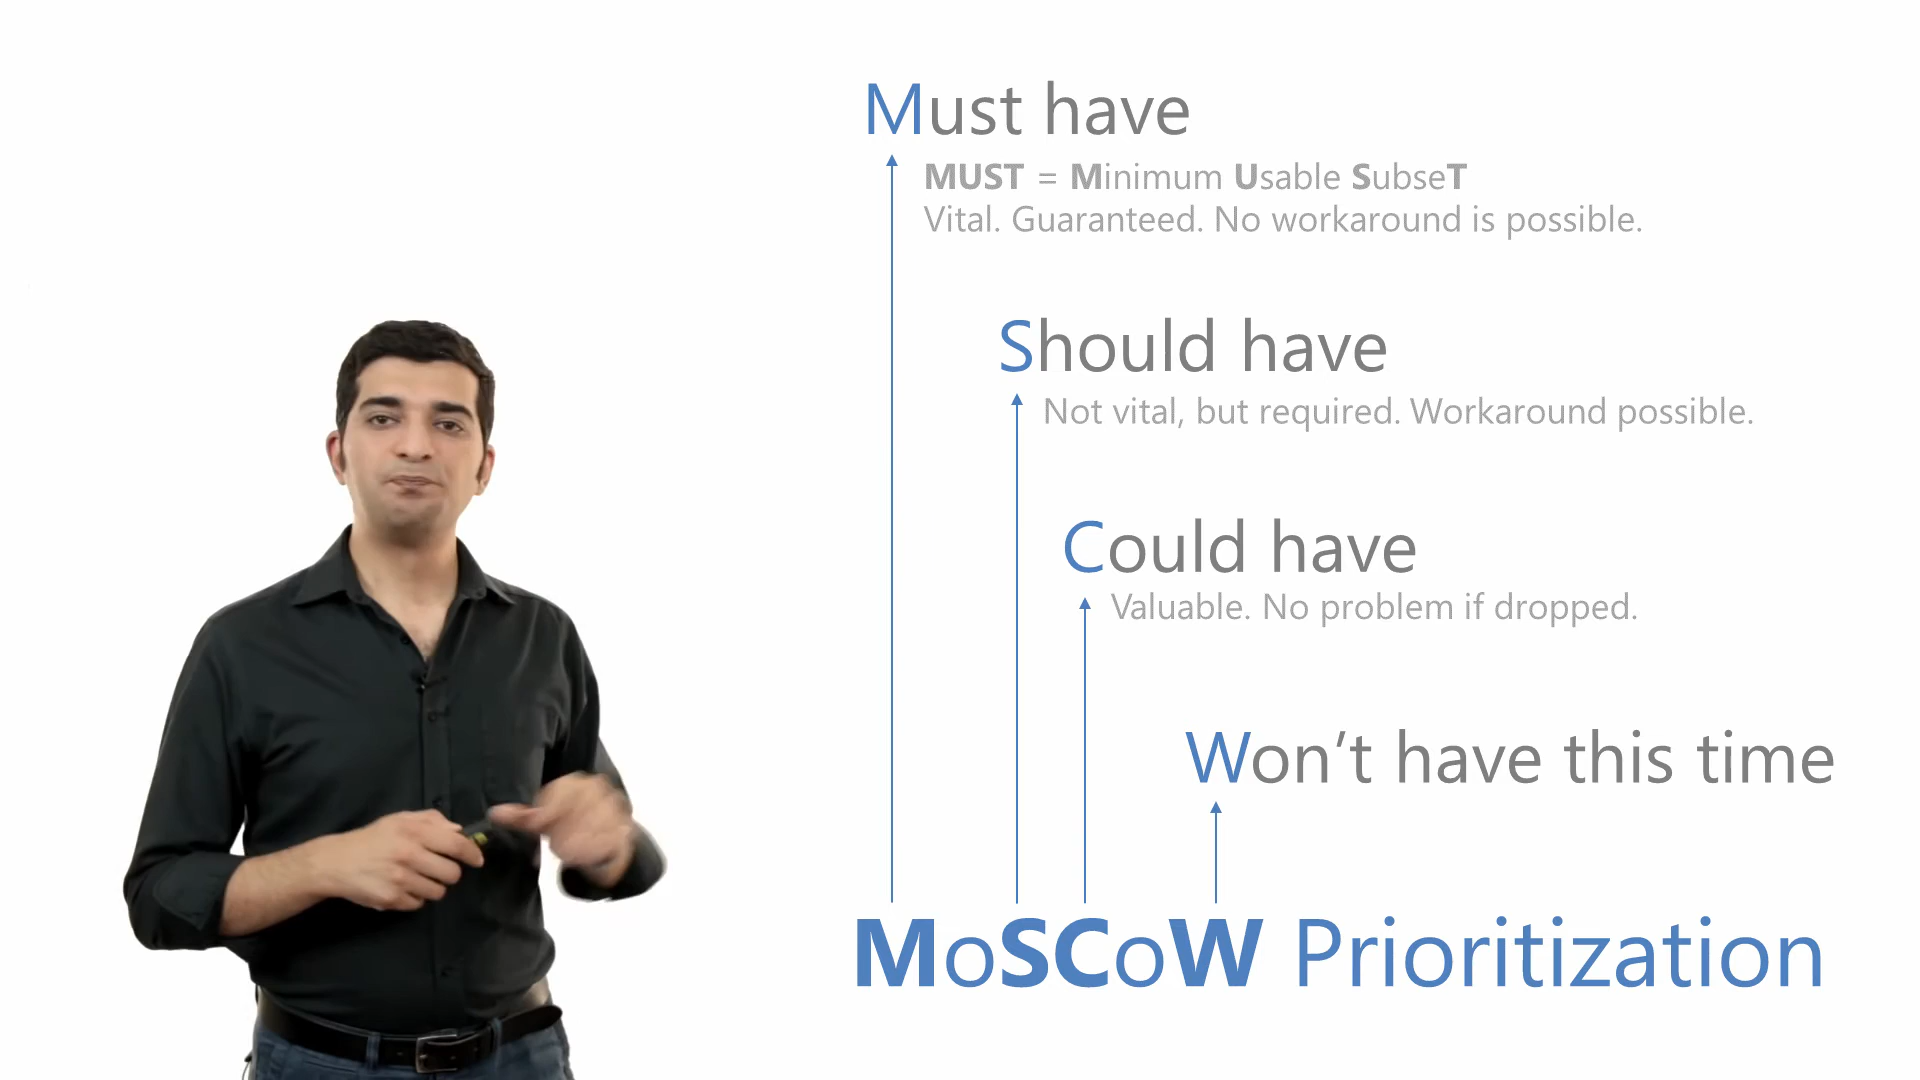 Must have
MUST = Minimum Usable SubseT
Vital. Guaranteed. No workaround is possible.
Should have
Not vital, but required. Workaround possible.
Could have
Valuable. No problem if dropped.
Won’t have this time
MoSCoW Prioritization